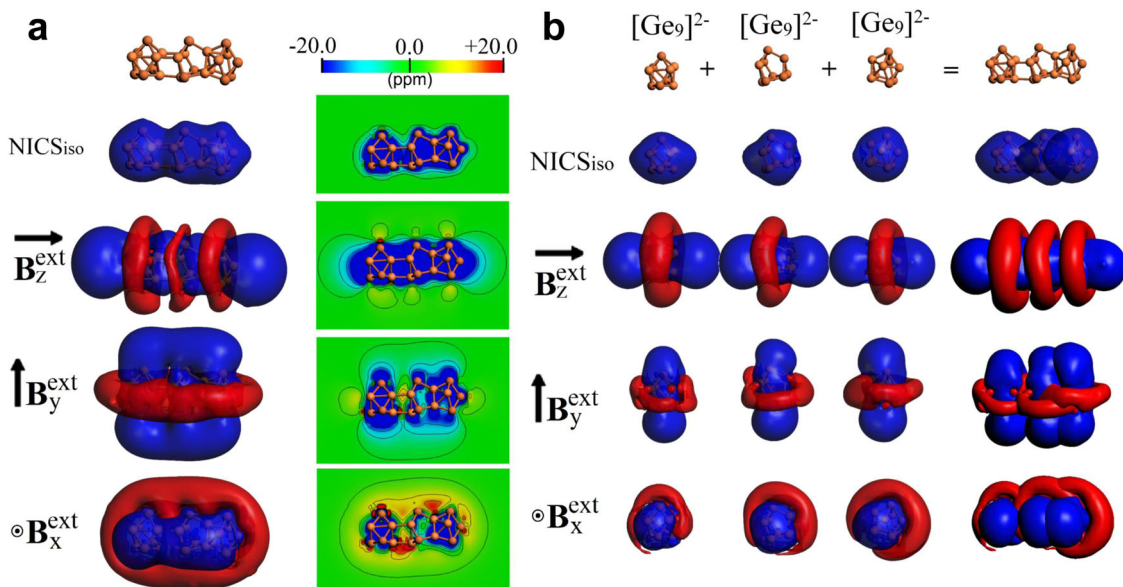 a
-20.0 0.0 +20.0
(ppm)
NICSiso
B_z^ext
B_y^ext
⊙ B_x^ext
b
[Ge9]2- [Ge9]2- [Ge9]2-
+ + =
NICSiso
B_z^ext
B_y^ext
⊙ B_x^ext